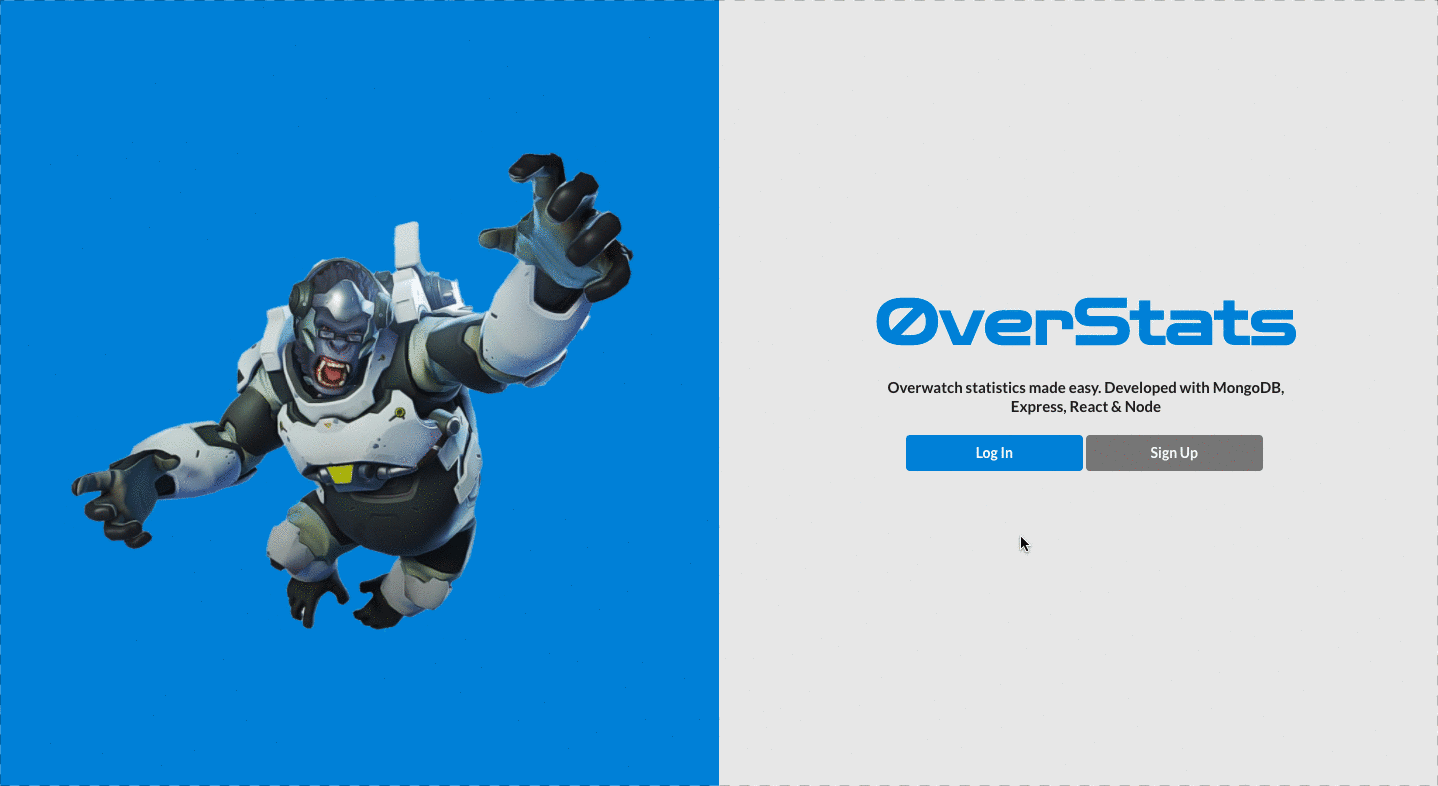 ØverStats
Overwatch statistics made easy. Developed with MongoDB,
Express, React & Node
Log In
Sign Up